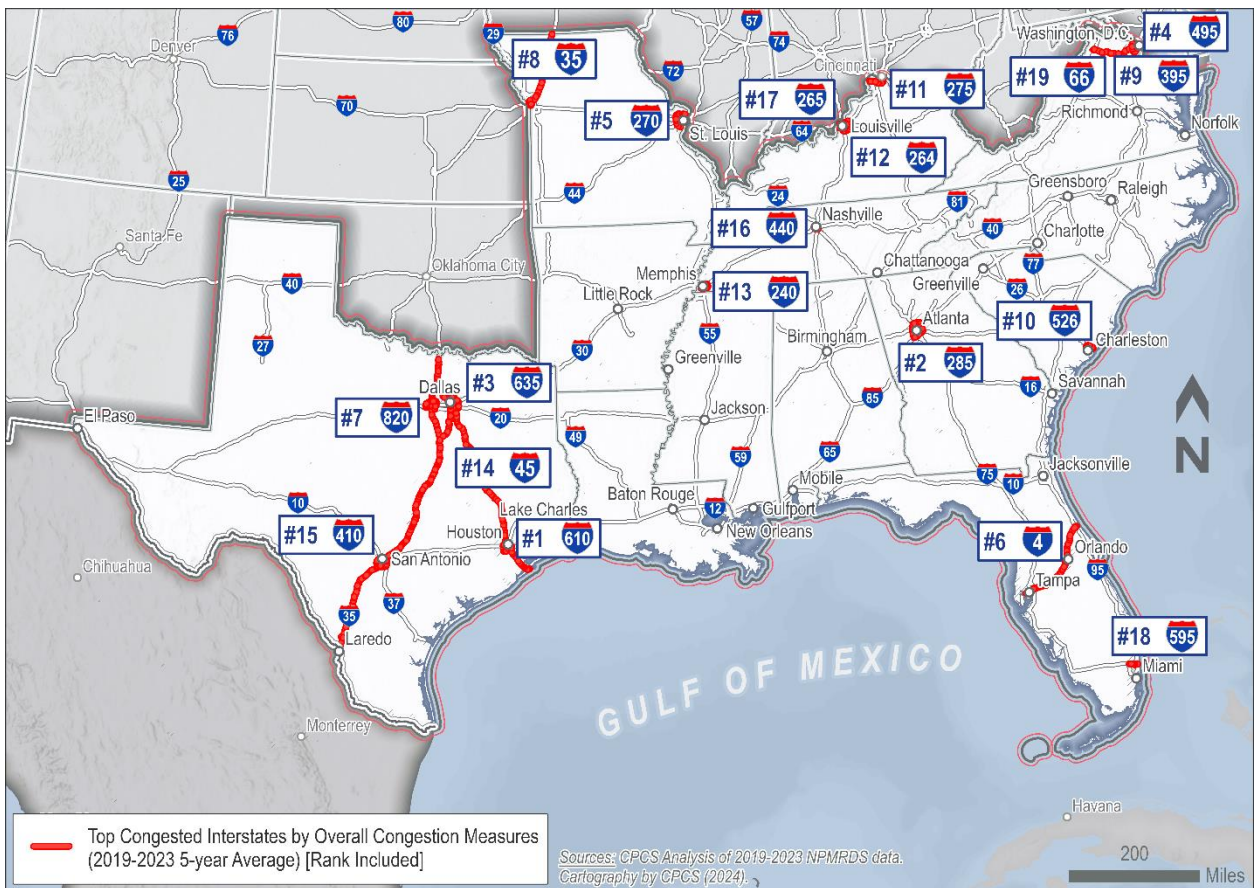 76
80
29
57
74
Denver
#8 35
72
Cincinnati
Washington, D.C.
#4 495
#19 66
#9 395
70
#17 265
#11 275
#5 270
St. Louis
64
Louisville
Richmond
Norfolk
#12 264
25
44
24
81
Greensboro
Raleigh
Santa Fe
#16 440
Nashville
40
Charlotte
Oklahoma City
Memphis
Chattanooga
77
40
#13 240
Greenville
26
Little Rock
#10 526
27
55
Atlanta
30
Birmingham
Charleston
Greenville
#2 285
Dallas
#3 635
85
16
Savannah
El Paso
#7 820
20
Jackson
49
59
65
#14 45
75
Jacksonville
10
Mobile
10
Baton Rouge
12
Gulfport
Lake Charles
#15 410
Houston
#1 610
New Orleans
San Antonio
#6 4
Orlando
Chihuahua
95
Tampa
37
35
Laredo
#18 595
Miami
GULF OF MEXICO
Monterrey
N
Havana
Top Congested Interstates by Overall Congestion Measures
(2019-2023 5-year Average) [Rank Included]
Sources: CPCS Analysis of 2019-2023 NPMRDS data.
Cartography by CPCS (2024).
200
Miles